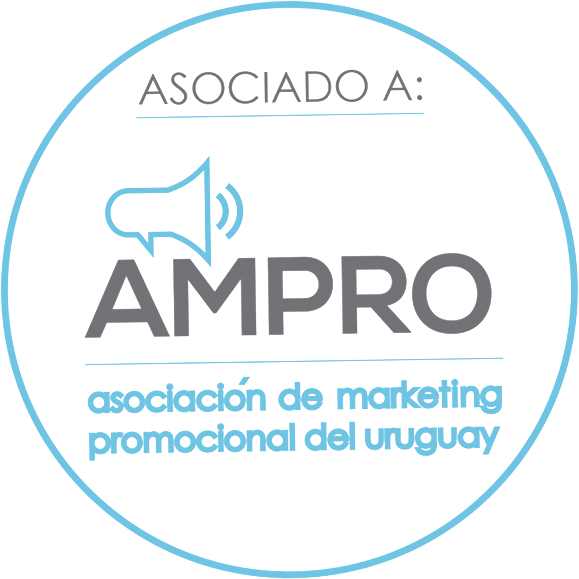 ASOCIADO A:
AMPRO
asociación de marketing
promocional del uruguay